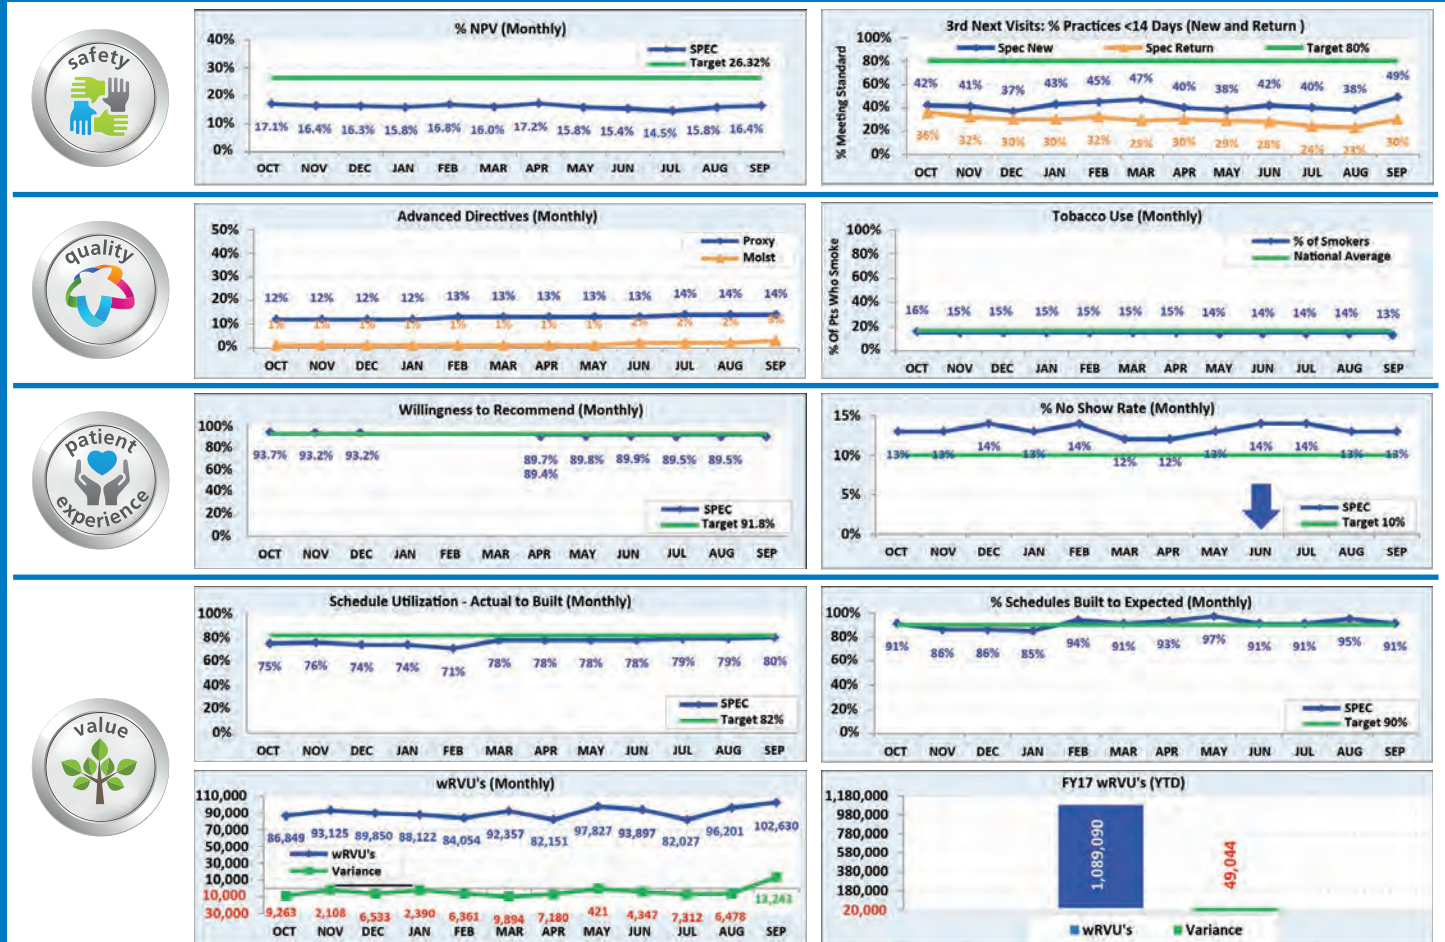 safety
% NPV (Monthly)
SPEC
Target 26.32%
40%
30%
20%
10%
0%
17.1% 16.4% 16.3% 15.8% 16.8% 16.0% 17.2% 15.8% 15.4% 14.5% 15.8% 16.4%
OCT NOV DEC JAN FEB MAR APR MAY JUN JUL AUG SEP
3rd Next Visits: % Practices <14 Days (New and Return )
Spec New Spec Return Target 80%
% Meeting Standard
100%
80%
60%
40%
20%
0%
42% 41% 37% 43% 45% 47% 40% 38% 42% 40% 38% 49%
36% 32% 30% 30% 32% 29% 30% 29% 28% 24% 23% 30%
OCT NOV DEC JAN FEB MAR APR MAY JUN JUL AUG SEP
quality
Advanced Directives (Monthly)
Proxy
Molst
50%
40%
30%
20%
10%
0%
12% 12% 12% 12% 13% 13% 13% 13% 13% 14% 14% 14%
1% 1% 1% 1% 1% 1% 1% 1% 2% 2% 2% 3%
OCT NOV DEC JAN FEB MAR APR MAY JUN JUL AUG SEP
Tobacco Use (Monthly)
% of Smokers
National Average
% Of Pts Who Smoke
100%
80%
60%
40%
20%
0%
16% 15% 15% 15% 15% 15% 15% 14% 14% 14% 14% 13%
OCT NOV DEC JAN FEB MAR APR MAY JUN JUL AUG SEP
patient
experience
Willingness to Recommend (Monthly)
100%
80%
60%
40%
20%
0%
93.7% 93.2% 93.2% 89.7% 89.8% 89.9% 89.5% 89.5%
89.4%
SPEC
Target 91.8%
OCT NOV DEC JAN FEB MAR APR MAY JUN JUL AUG SEP
% No Show Rate (Monthly)
15%
10%
5%
0%
13% 13% 14% 13% 14% 12% 12% 13% 14% 14% 13% 13%
SPEC
Target 10%
OCT NOV DEC JAN FEB MAR APR MAY JUN JUL AUG SEP
value
Schedule Utilization - Actual to Built (Monthly)
100%
80%
60%
40%
20%
0%
75% 76% 74% 74% 71% 78% 78% 78% 78% 79% 79% 80%
SPEC
Target 82%
OCT NOV DEC JAN FEB MAR APR MAY JUN JUL AUG SEP
% Schedules Built to Expected (Monthly)
100%
80%
60%
40%
20%
0%
91% 86% 86% 85% 94% 91% 93% 97% 91% 91% 95% 91%
SPEC
Target 90%
OCT NOV DEC JAN FEB MAR APR MAY JUN JUL AUG SEP
wRVU's (Monthly)
110,000
90,000
70,000
50,000
30,000
10,000
10,000
30,000
86,849 93,125 89,850 88,122 84,054 92,357 82,151 97,827 93,897 82,027 96,201 102,630
wRVU's
Variance
9,263 2,108 6,533 2,390 6,361 9,894 7,180 421 4,347 7,312 6,478 13,243
OCT NOV DEC JAN FEB MAR APR MAY JUN JUL AUG SEP
FY17 wRVU's (YTD)
1,180,000
980,000
780,000
580,000
380,000
180,000
20,000
1,089,090
49,044
wRVU's Variance